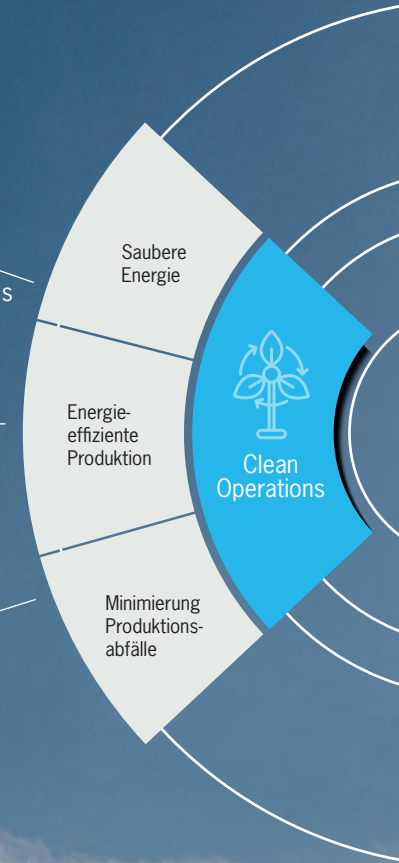 Saubere
Energie
s
Energie-
effiziente
Produktion
Clean
Operations
Minimierung
Produktions-
abfälle